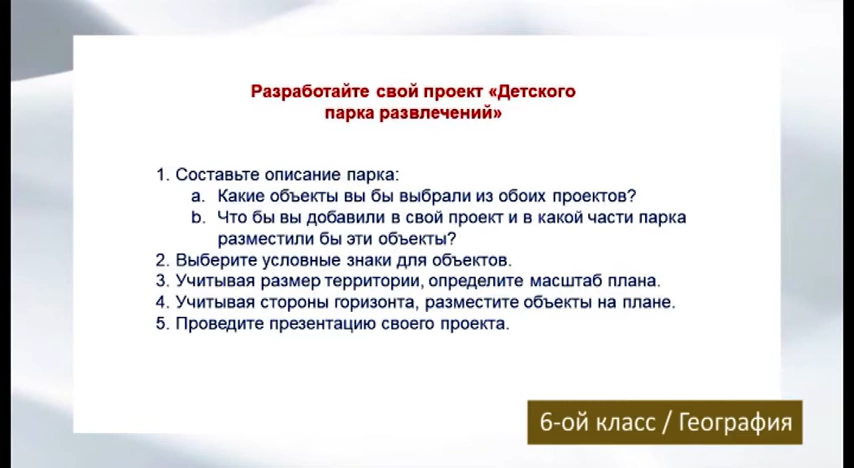 Разработайте свой проект «Детского
парка развлечений»
1. Составьте описание парка:
a. Какие объекты вы бы выбрали из обоих проектов?
b. Что бы вы добавили в свой проект и в какой части парка
разместили бы эти объекты?
2. Выберите условные знаки для объектов.
3. Учитывая размер территории, определите масштаб плана.
4. Учитывая стороны горизонта, разместите объекты на плане.
5. Проведите презентацию своего проекта.
6-ой класс / География